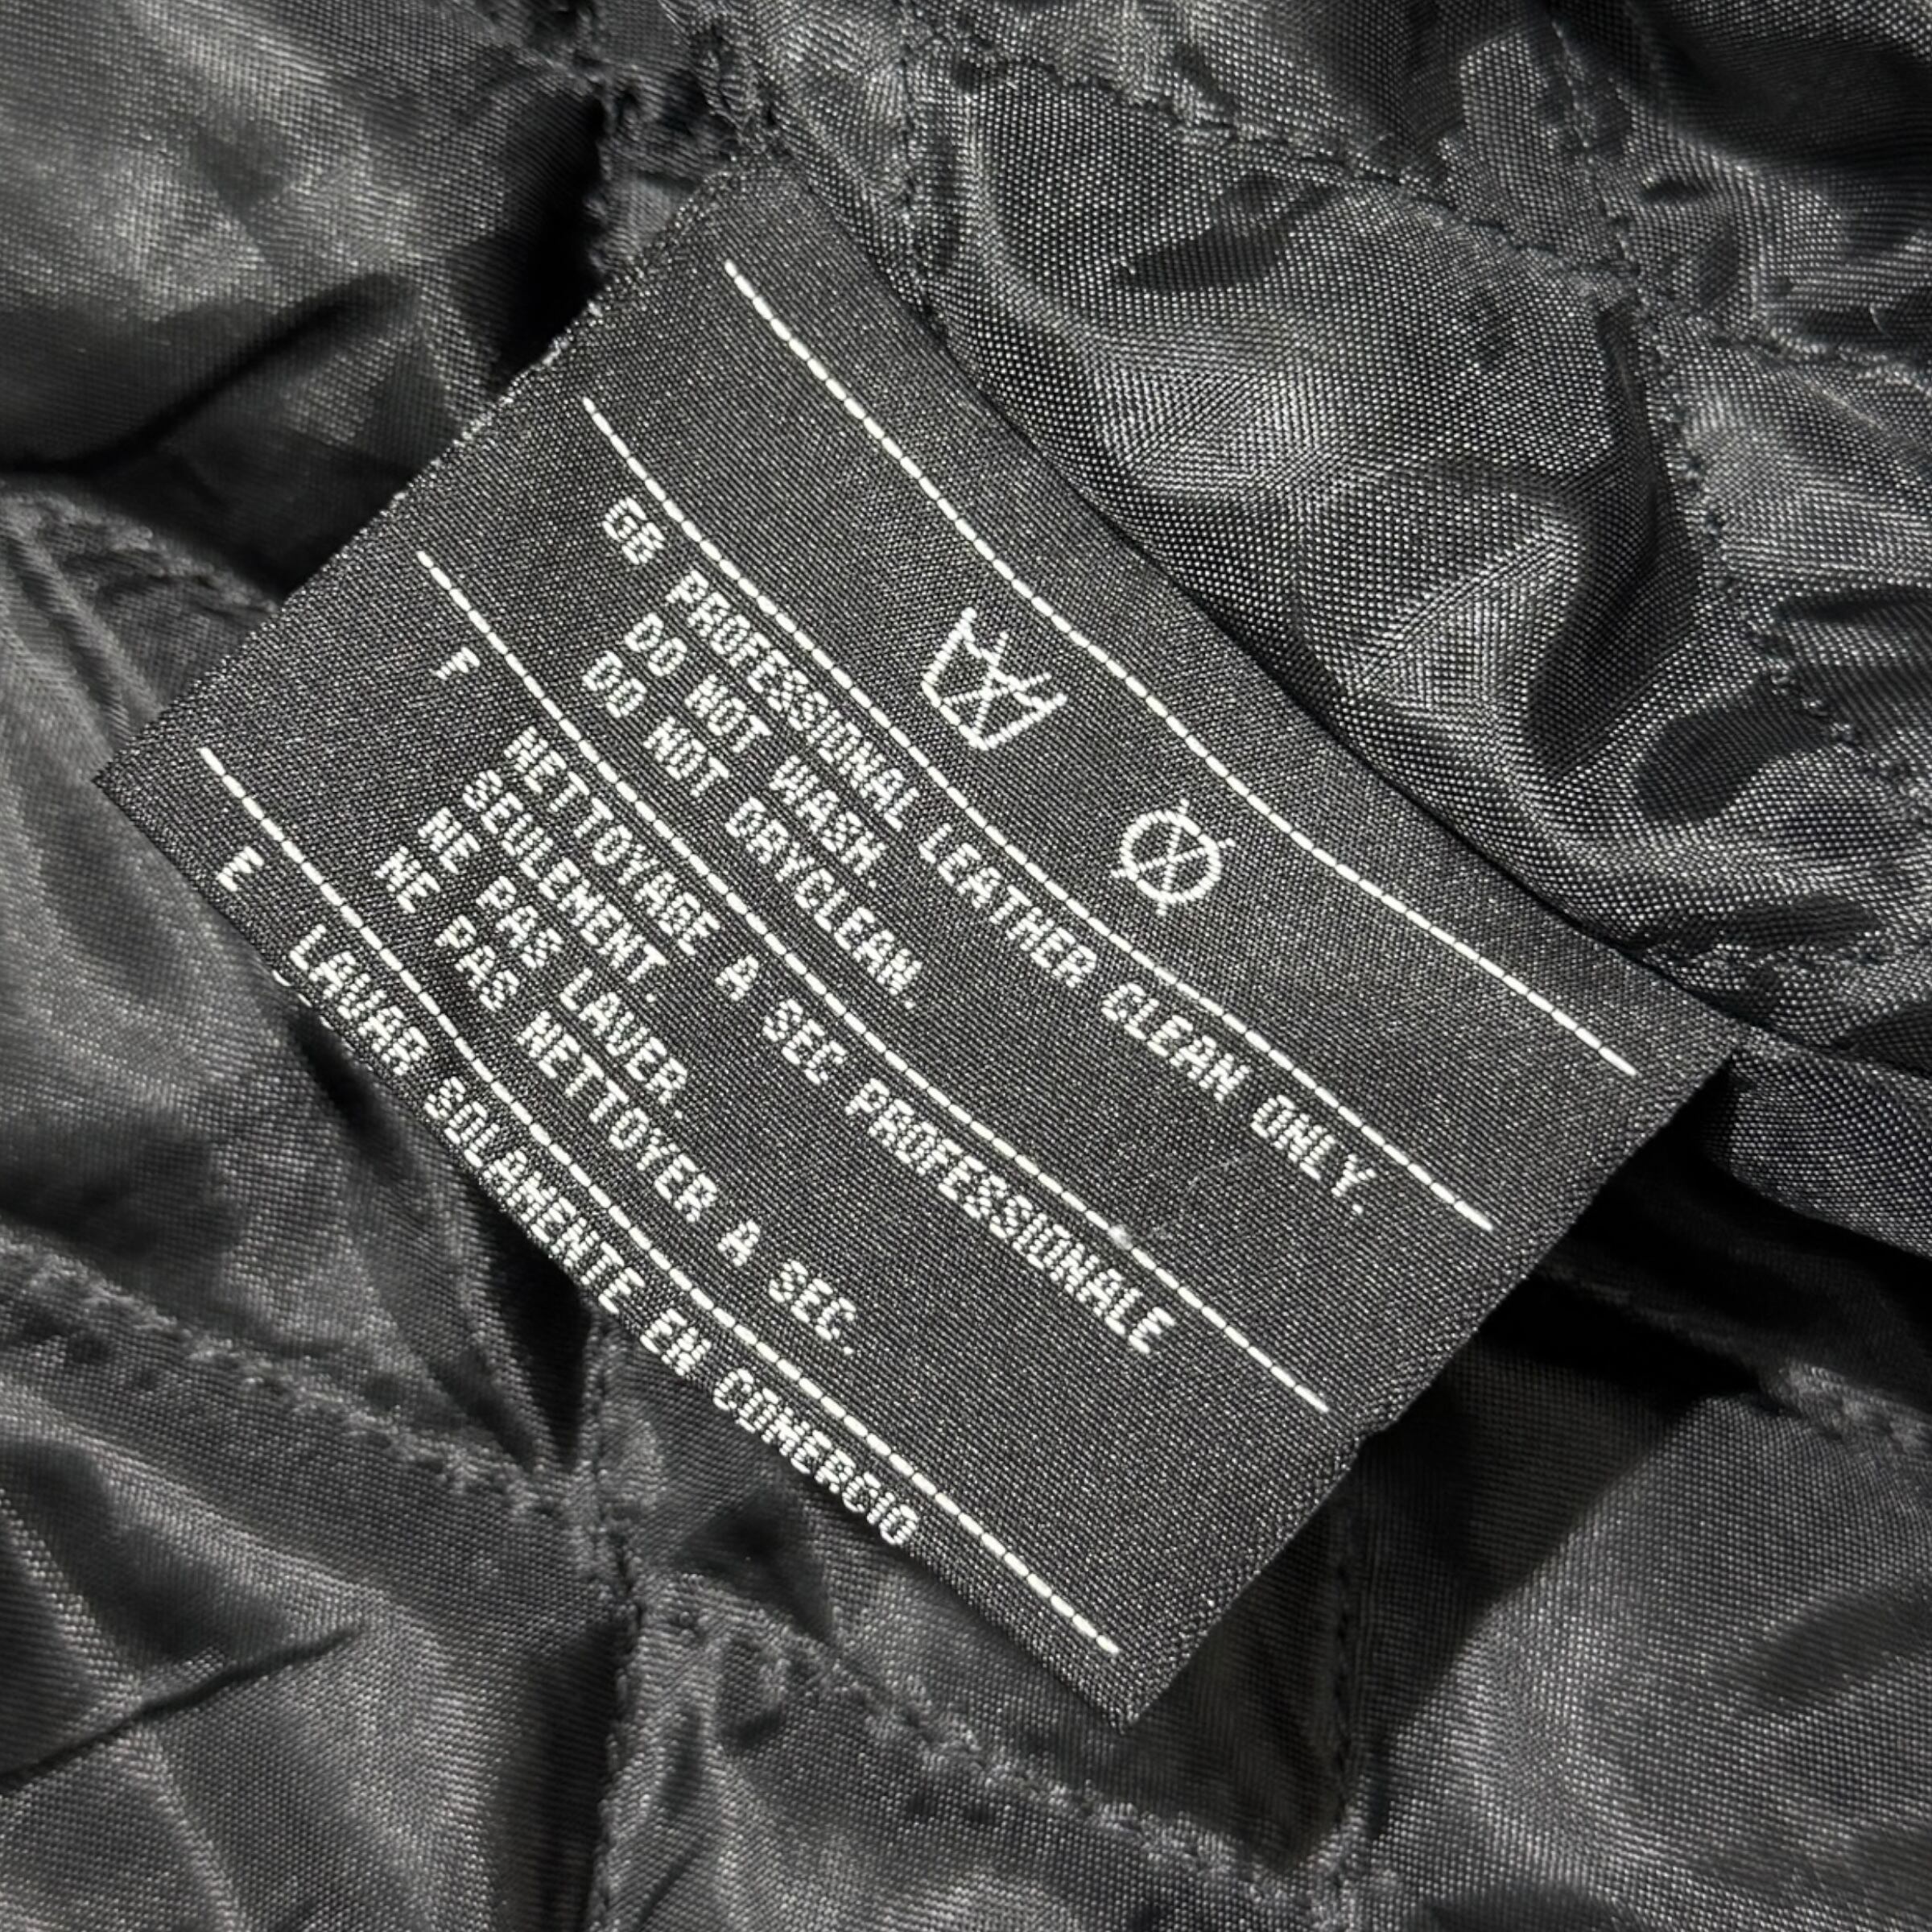 GB PROFESSIONAL LEATHER CLEAN ONLY.
DO NOT WASH.
DO NOT DRYCLEAN.
F NETTOYAGE A SEC PROFESSIONALE
SEULEMENT.
NE PAS LAVER.
NE PAS NETTOYER A SEC.
E LAVAR SOLAMENTE EN COMERCIO